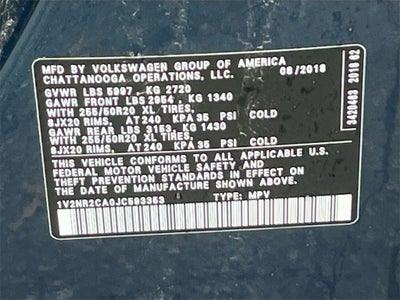 MFD BY VOLKSWAGEN GROUP OF AMERICA
CHATTANOOGA OPERATIONS, LLC. 08/2018
GVWR LBS 5997, KG 2720
GAWR FRONT LBS 2954, KG 1340
WITH 255/50R20 XL TIRES,
8JX20 RIMS, AT 240 KPA 35 PSI COLD
GAWR REAR LBS 3153, KG 1430
WITH 255/50R20 XL TIRES,
8JX20 RIMS, AT 240 KPA 35 PSI COLD
THIS VEHICLE CONFORMS TO ALL APPLICABLE U.S.
FEDERAL MOTOR VEHICLE SAFETY AND
THEFT PREVENTION STANDARDS IN EFFECT ON
THE DATE OF MANUFACTURE SHOWN ABOVE.
1V2NR2CA0JC593353 TYPE: MPV